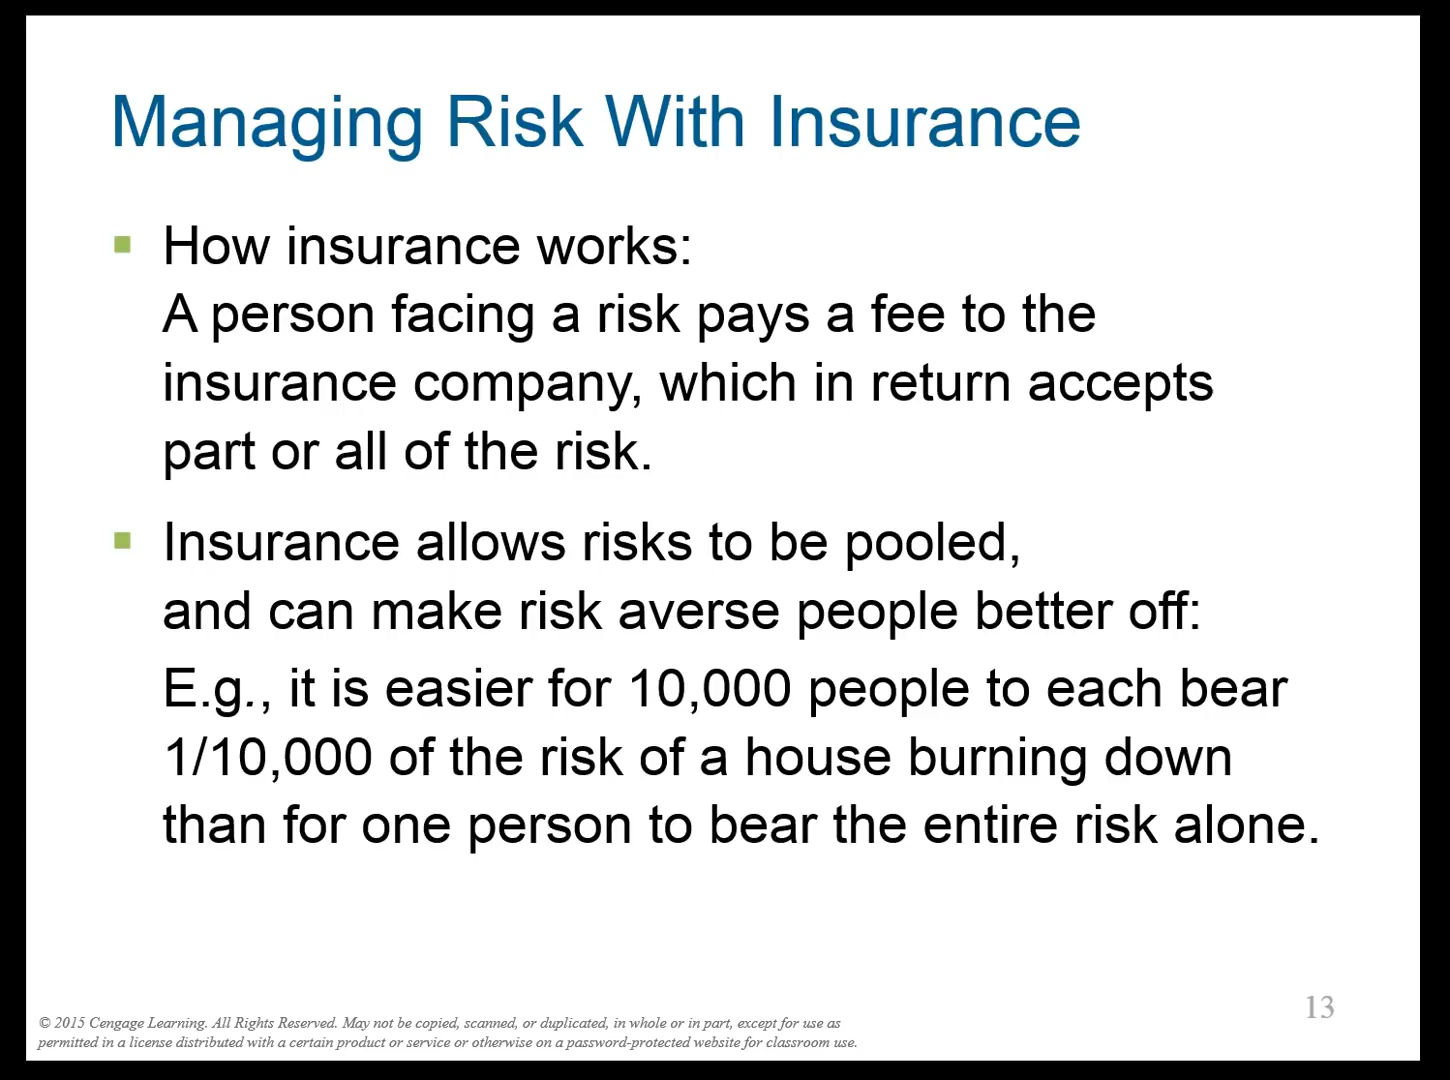 Managing Risk With Insurance
How insurance works:
A person facing a risk pays a fee to the
insurance company, which in return accepts
part or all of the risk.
Insurance allows risks to be pooled,
and can make risk averse people better off:
E.g., it is easier for 10,000 people to each bear
1/10,000 of the risk of a house burning down
than for one person to bear the entire risk alone.
13
© 2015 Cengage Learning. All Rights Reserved. May not be copied, scanned, or duplicated, in whole or in part, except for use as
permitted in a license distributed with a certain product or service or otherwise on a password-protected website for classroom use.